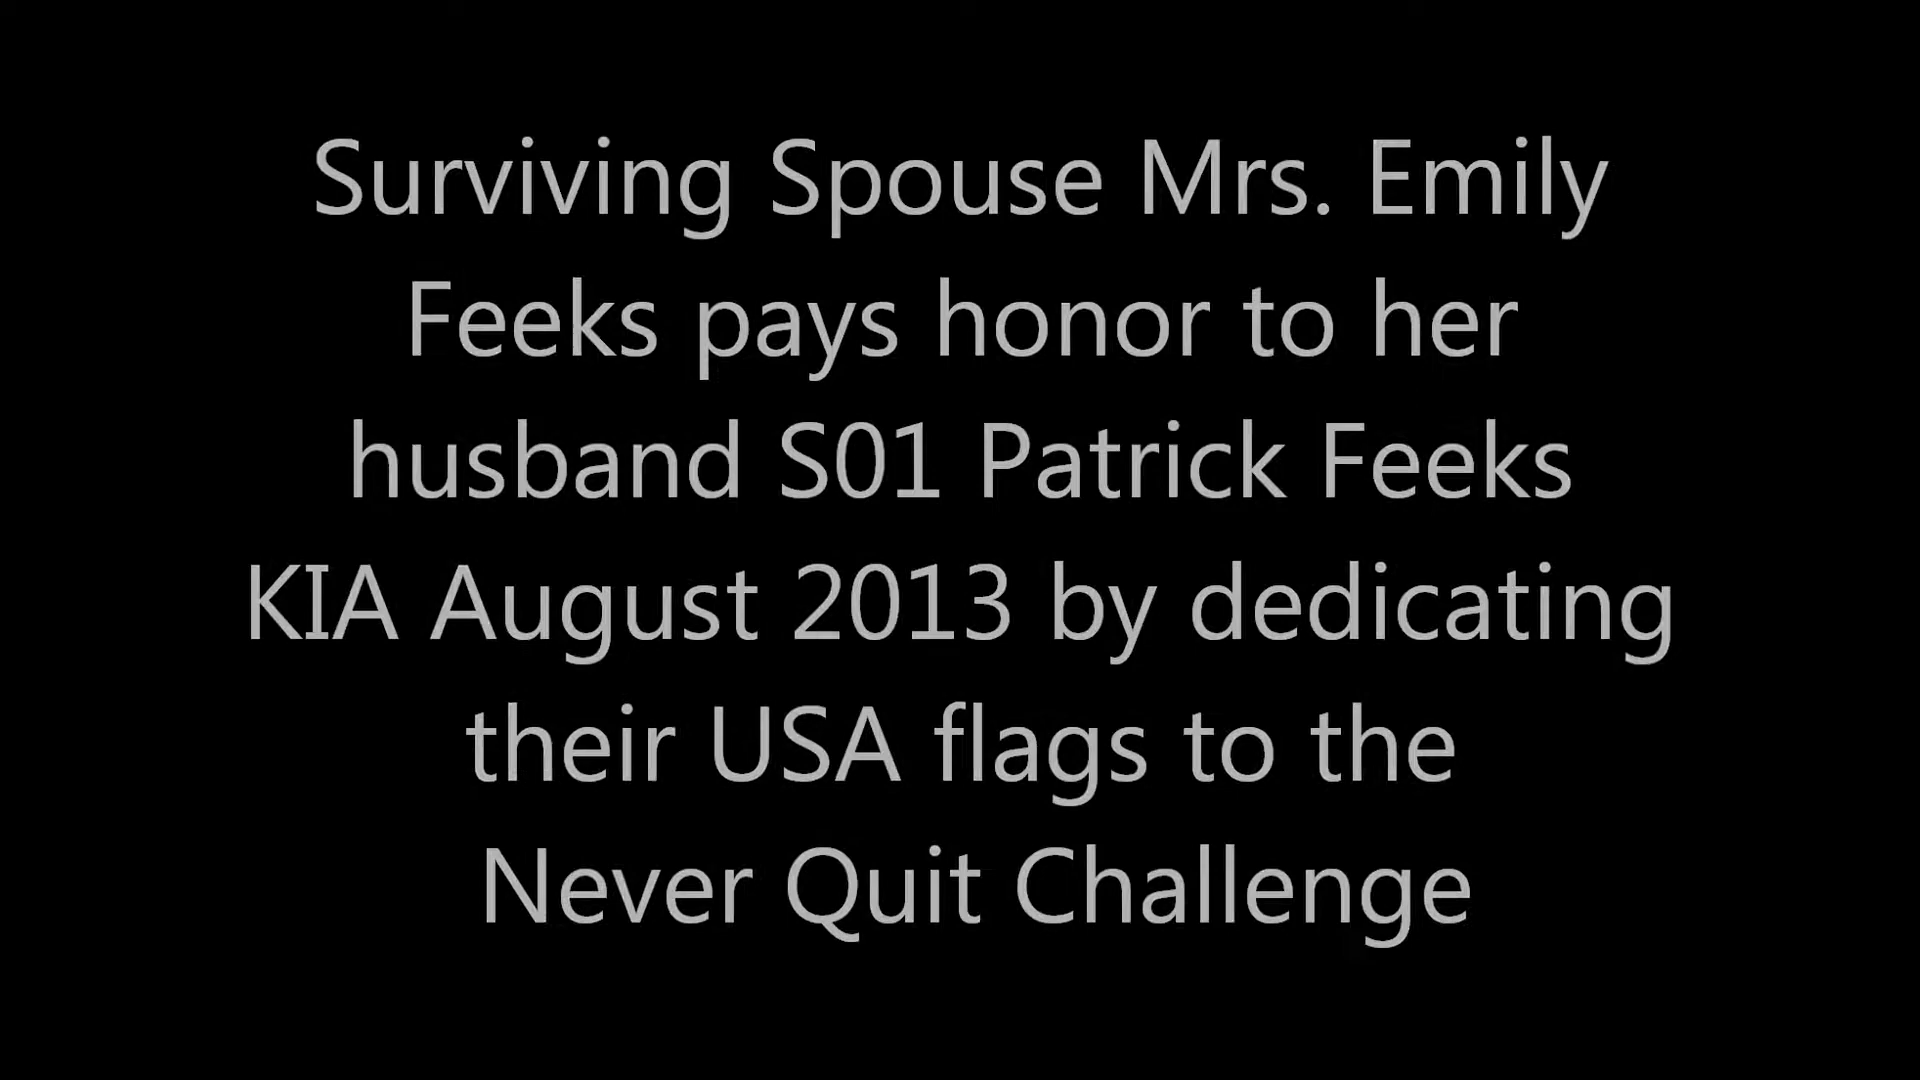 Surviving Spouse Mrs. Emily
Feeks pays honor to her
husband S01 Patrick Feeks
KIA August 2013 by dedicating
their USA flags to the
Never Quit Challenge